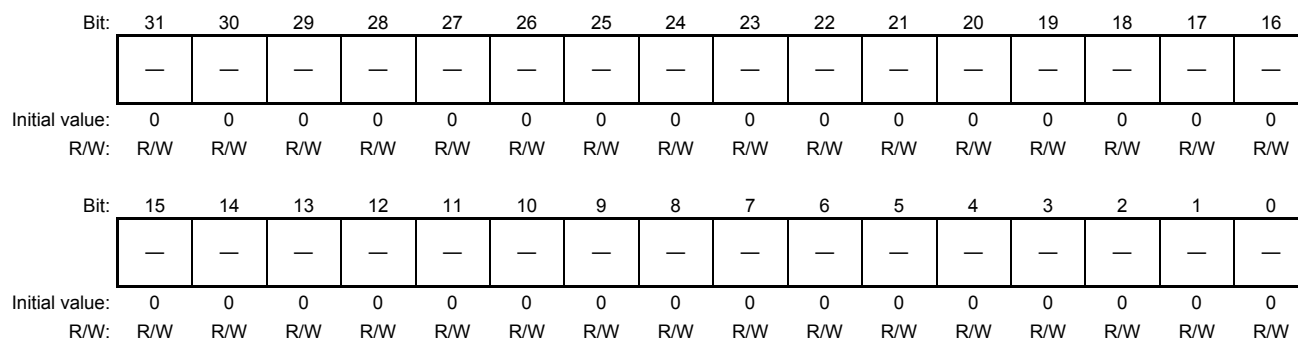 Bit: 31 30 29 28 27 26 25 24 23 22 21 20 19 18 17 16
— — — — — — — — — — — — — — — —
Initial value: 0 0 0 0 0 0 0 0 0 0 0 0 0 0 0 0
R/W: R/W R/W R/W R/W R/W R/W R/W R/W R/W R/W R/W R/W R/W R/W R/W R/W
Bit: 15 14 13 12 11 10 9 8 7 6 5 4 3 2 1 0
— — — — — — — — — — — — — — — —
Initial value: 0 0 0 0 0 0 0 0 0 0 0 0 0 0 0 0
R/W: R/W R/W R/W R/W R/W R/W R/W R/W R/W R/W R/W R/W R/W R/W R/W R/W